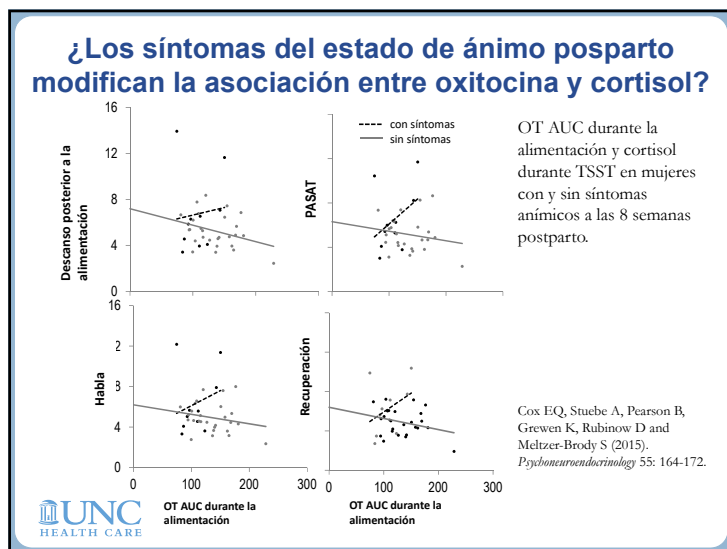 ¿Los síntomas del estado de ánimo posparto
modifican la asociación entre oxitocina y cortisol?
16
12
8
4
0
Descanso posterior a la
alimentación
con síntomas
sin síntomas
PASAT
OT AUC durante la
alimentación y cortisol
durante TSST en mujeres
con y sin síntomas
anímicos a las 8 semanas
postparto.
16
2
8
4
0
Habla
0
100
200
300
OT AUC durante la
alimentación
Recuperación
0
100
200
300
OT AUC durante la
alimentación
Cox EQ, Stuebe A, Pearson B,
Grewen K, Rubinow D and
Meltzer-Brody S (2015).
Psychoneuroendocrinology 55: 164-172.
UNC
HEALTH CARE